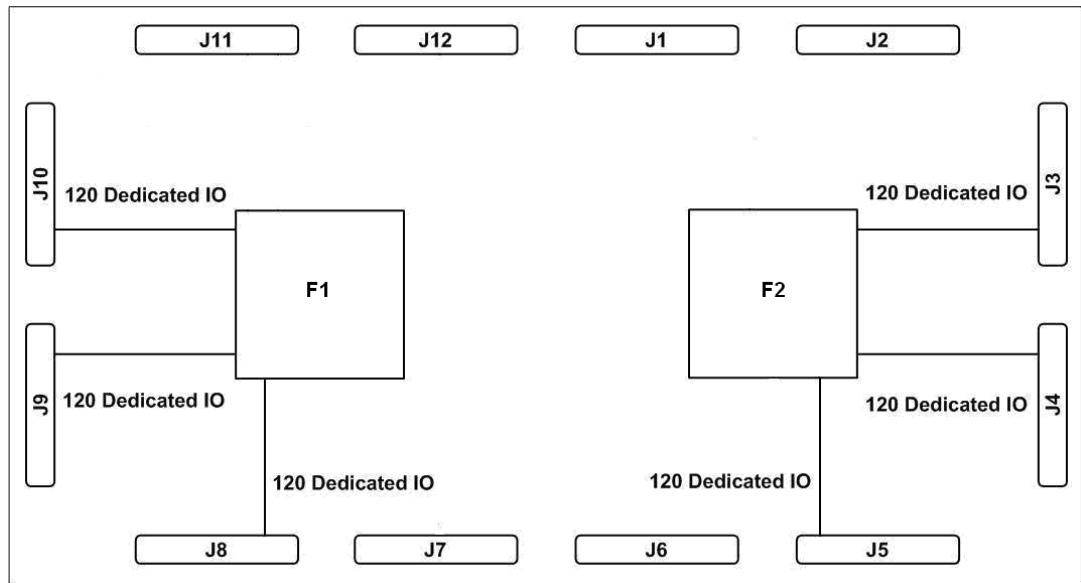 J11
J12
J1
J2
J10
120 Dedicated IO
120 Dedicated IO
J3
F1
F2
J9
120 Dedicated IO
120 Dedicated IO
J4
120 Dedicated IO
120 Dedicated IO
J8
J7
J6
J5